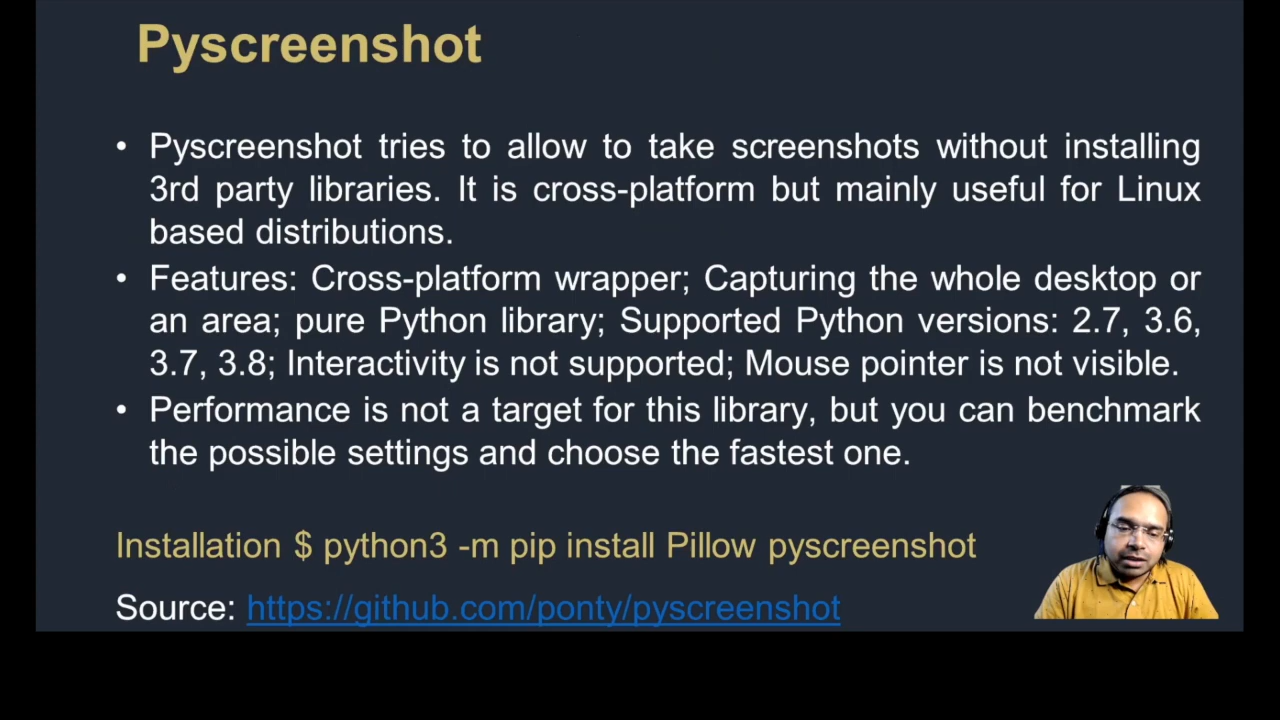 Pyscreenshot
• Pyscreenshot tries to allow to take screenshots without installing
3rd party libraries. It is cross-platform but mainly useful for Linux
based distributions.
• Features: Cross-platform wrapper; Capturing the whole desktop or
an area; pure Python library; Supported Python versions: 2.7, 3.6,
3.7, 3.8; Interactivity is not supported; Mouse pointer is not visible.
• Performance is not a target for this library, but you can benchmark
the possible settings and choose the fastest one.
Installation $ python3 -m pip install Pillow pyscreenshot
Source: https://github.com/ponty/pyscreenshot